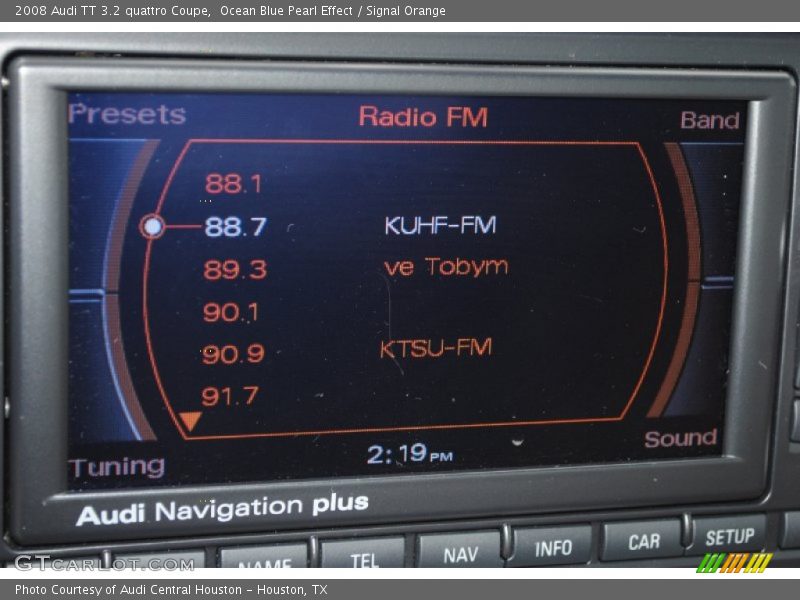 2008 Audi TT 3.2 quattro Coupe,  Ocean Blue Pearl Effect / Signal Orange
Presets
Radio FM
Band
88.1
88.7 KUHF-FM
89.3 ve Tobym
90.1
90.9 KTSU-FM
91.7
Tuning
2:19 PM
Sound
Audi Navigation plus
NAME TEL NAV INFO CAR SETUP
GTCARLOT.COM
Photo Courtesy of Audi Central Houston - Houston, TX